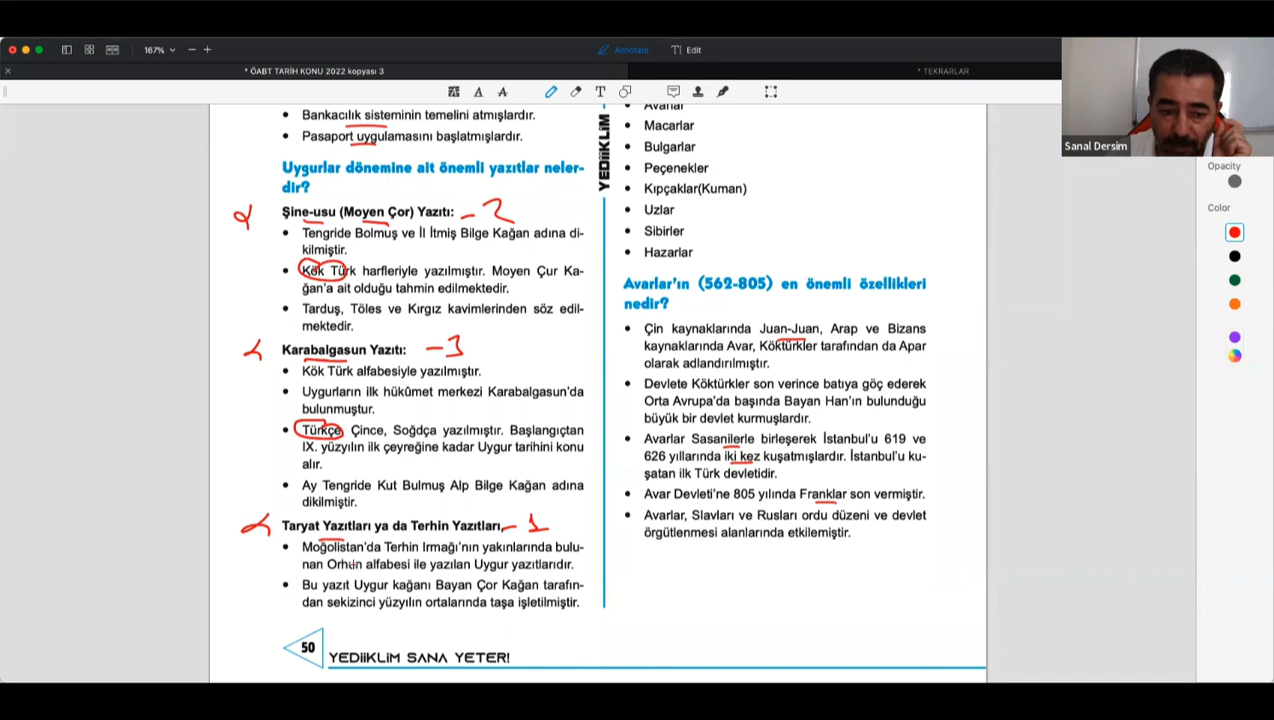 167%
Annotate
Edit
* ÖABT TARİH KONU 2022 kopyası 3
* TEKRARLAR
Sanal Dersim
Opacity
Color
Bankacılık sisteminin temelini atmışlardır.
Pasaport uygulamasını başlatmışlardır.
Uygurlar dönemine ait önemli yazıtlar neler-
dir?
Şine-usu (Moyen Çor) Yazıtı: - 2
Tengride Bolmuş ve İl İtmiş Bilge Kağan adına di-
kilmiştir.
Kök Türk harfleriyle yazılmıştır. Moyen Çur Ka-
ğan'a ait olduğu tahmin edilmektedir.
Tarduş, Töles ve Kırgız kavimlerinden söz edil-
mektedir.
Karabalgasun Yazıtı: - 3
Kök Türk alfabesiyle yazılmıştır.
Uygurların ilk hükûmet merkezi Karabalgasun'da
bulunmuştur.
Türkçe, Çince, Soğdça yazılmıştır. Başlangıçtan
IX. yüzyılın ilk çeyreğine kadar Uygur tarihini konu
alır.
Ay Tengride Kut Bulmuş Alp Bilge Kağan adına
dikilmiştir.
Taryat Yazıtları ya da Terhin Yazıtları, - 1
Moğolistan'da Terhin Irmağı'nın yakınlarında bulu-
nan Orhun alfabesi ile yazılan Uygur yazıtlarıdır.
Bu yazıt Uygur kağanı Bayan Çor Kağan tarafın-
dan sekizinci yüzyılın ortalarında taşa işletilmiştir.
50
YEDiiKLiM SANA YETER!
YEDiiKLiM
Avarlar
Macarlar
Bulgarlar
Peçenekler
Kıpçaklar(Kuman)
Uzlar
Sibirler
Hazarlar
Avarlar'ın (562-805) en önemli özellikleri
nedir?
Çin kaynaklarında Juan-Juan, Arap ve Bizans
kaynaklarında Avar, Köktürkler tarafından da Apar
olarak adlandırılmıştır.
Devlete Köktürkler son verince batıya göç ederek
Orta Avrupa'da başında Bayan Han'ın bulunduğu
büyük bir devlet kurmuşlardır.
Avarlar Sasanilerle birleşerek İstanbul'u 619 ve
626 yıllarında iki kez kuşatmışlardır. İstanbul'u ku-
şatan ilk Türk devletidir.
Avar Devleti'ne 805 yılında Franklar son vermiştir.
Avarlar, Slavları ve Rusları ordu düzeni ve devlet
örgütlenmesi alanlarında etkilemiştir.